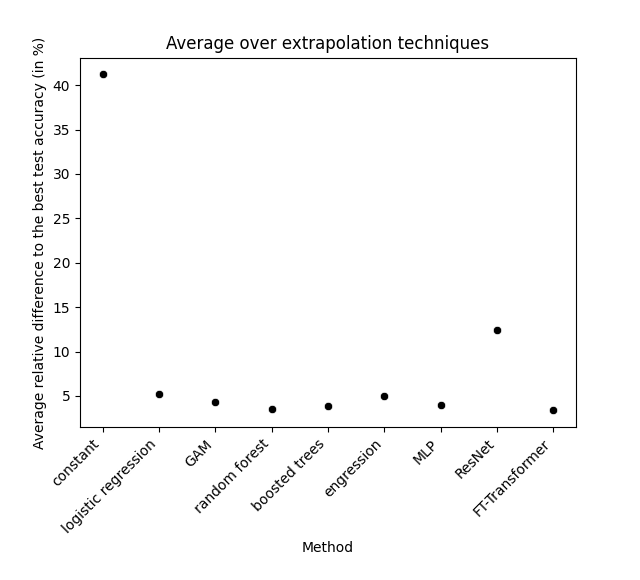 Average over extrapolation techniques
Average relative difference to the best test accuracy (in %)
40
35
30
25
20
15
10
5
constant
logistic regression
GAM
random forest
boosted trees
engression
MLP
ResNet
FT-Transformer
Method